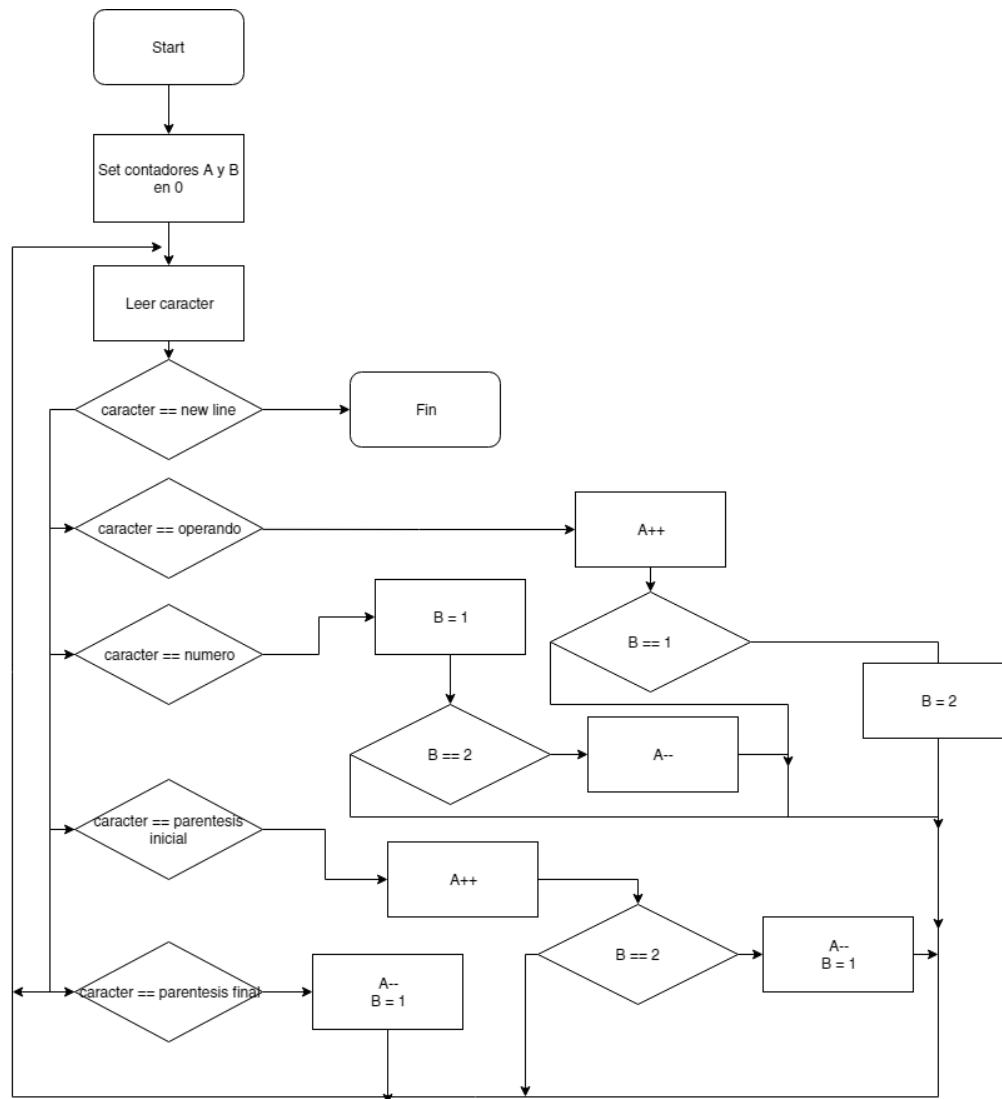 Start
Set contadores A y B
en 0
Leer caracter
caracter == new line
Fin
caracter == operando
A++
B == 1
B = 2
caracter == numero
B = 1
B == 2
A--
caracter == parentesis
inicial
A++
B == 2
A--
B = 1
caracter == parentesis final
A--
B = 1